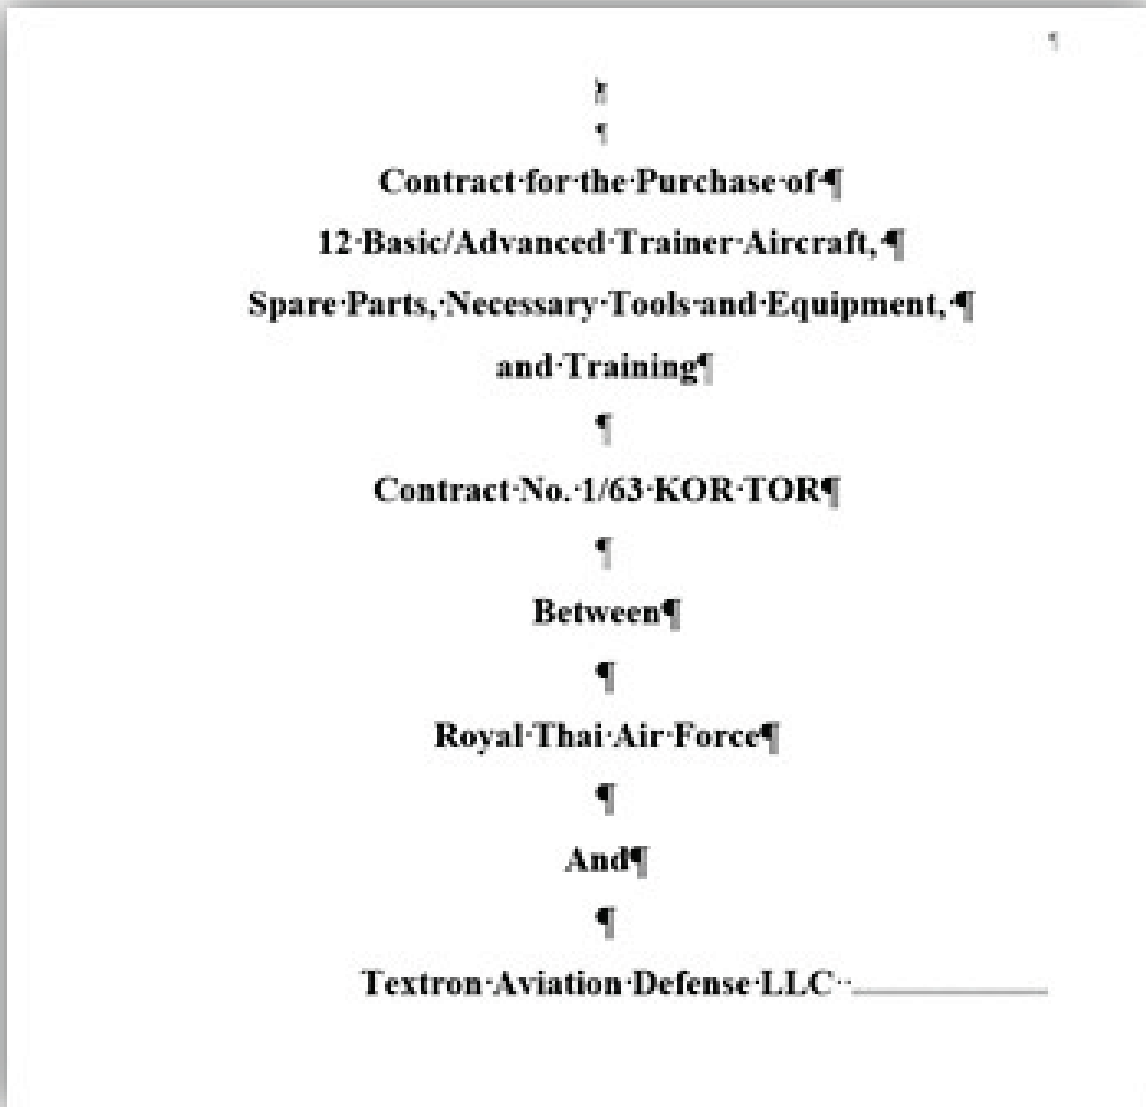 Contract for the Purchase of
12 Basic/Advanced Trainer Aircraft,
Spare Parts, Necessary Tools and Equipment,
and Training
Contract No. 1/63 KOR TOR
Between
Royal Thai Air Force
And
Textron Aviation Defense LLC